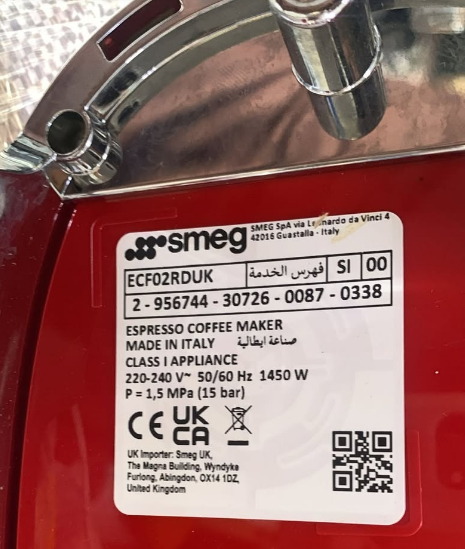 smeg SMEG SpA via Leonardo da Vinci 4
42016 Guastalla - Italy
ECF02RDUK فهرس الخدمة SI 00
2 - 956744 - 30726 - 0087 - 0338
ESPRESSO COFFEE MAKER
MADE IN ITALY صناعة ايطالية
CLASS I APPLIANCE
220-240 V~ 50/60 Hz 1450 W
P = 1,5 MPa (15 bar)
CE UK
CA
UK Importer: Smeg UK,
The Magna Building, Wyndyke
Furlong, Abingdon, OX14 1DZ,
United Kingdom